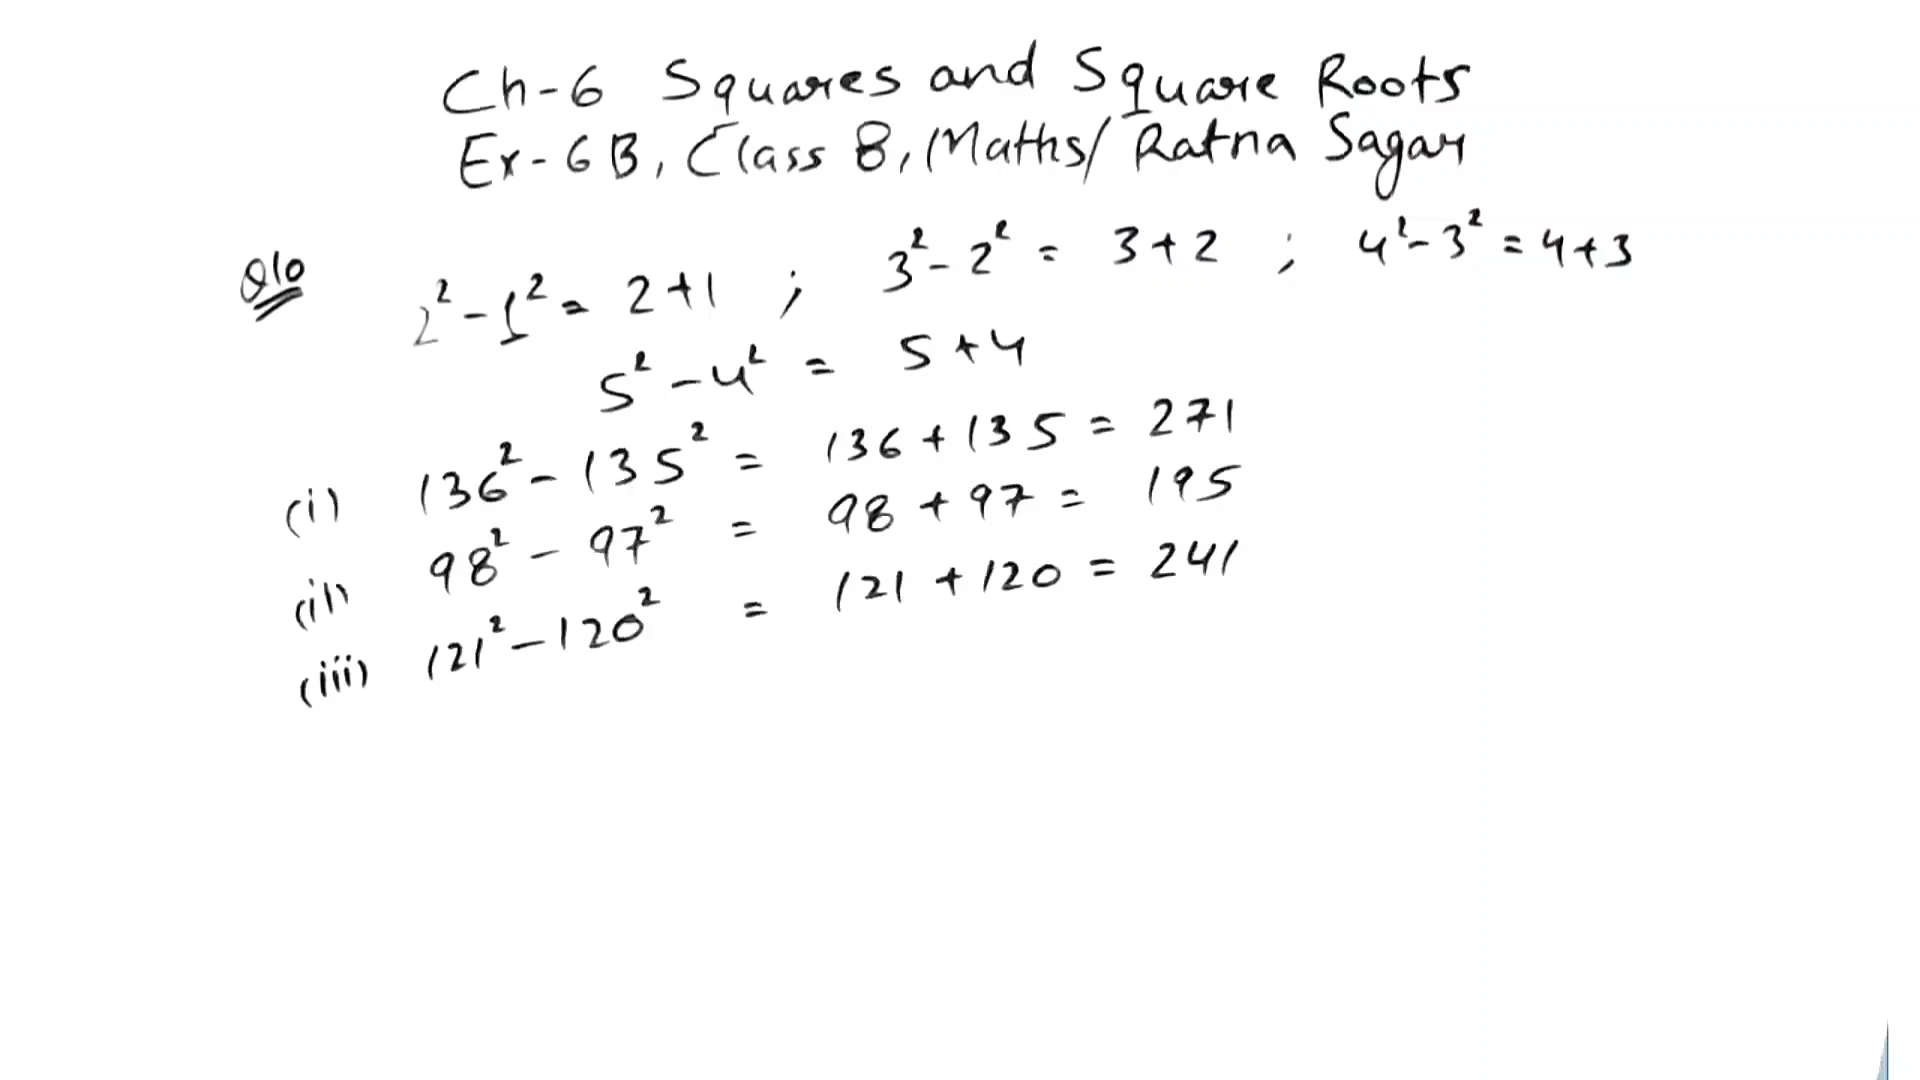 Ch-6 Squares and Square Roots
Ex-6B, Class 8, Maths/ Ratna Sagar
Q10 2² - 1² = 2+1 ; 3² - 2² = 3+2 ; 4² - 3² = 4+3
5² - 4² = 5+4
(i) 136² - 135² = 136 + 135 = 271
(ii) 98² - 97² = 98 + 97 = 195
(iii) 121² - 120² = 121 + 120 = 241